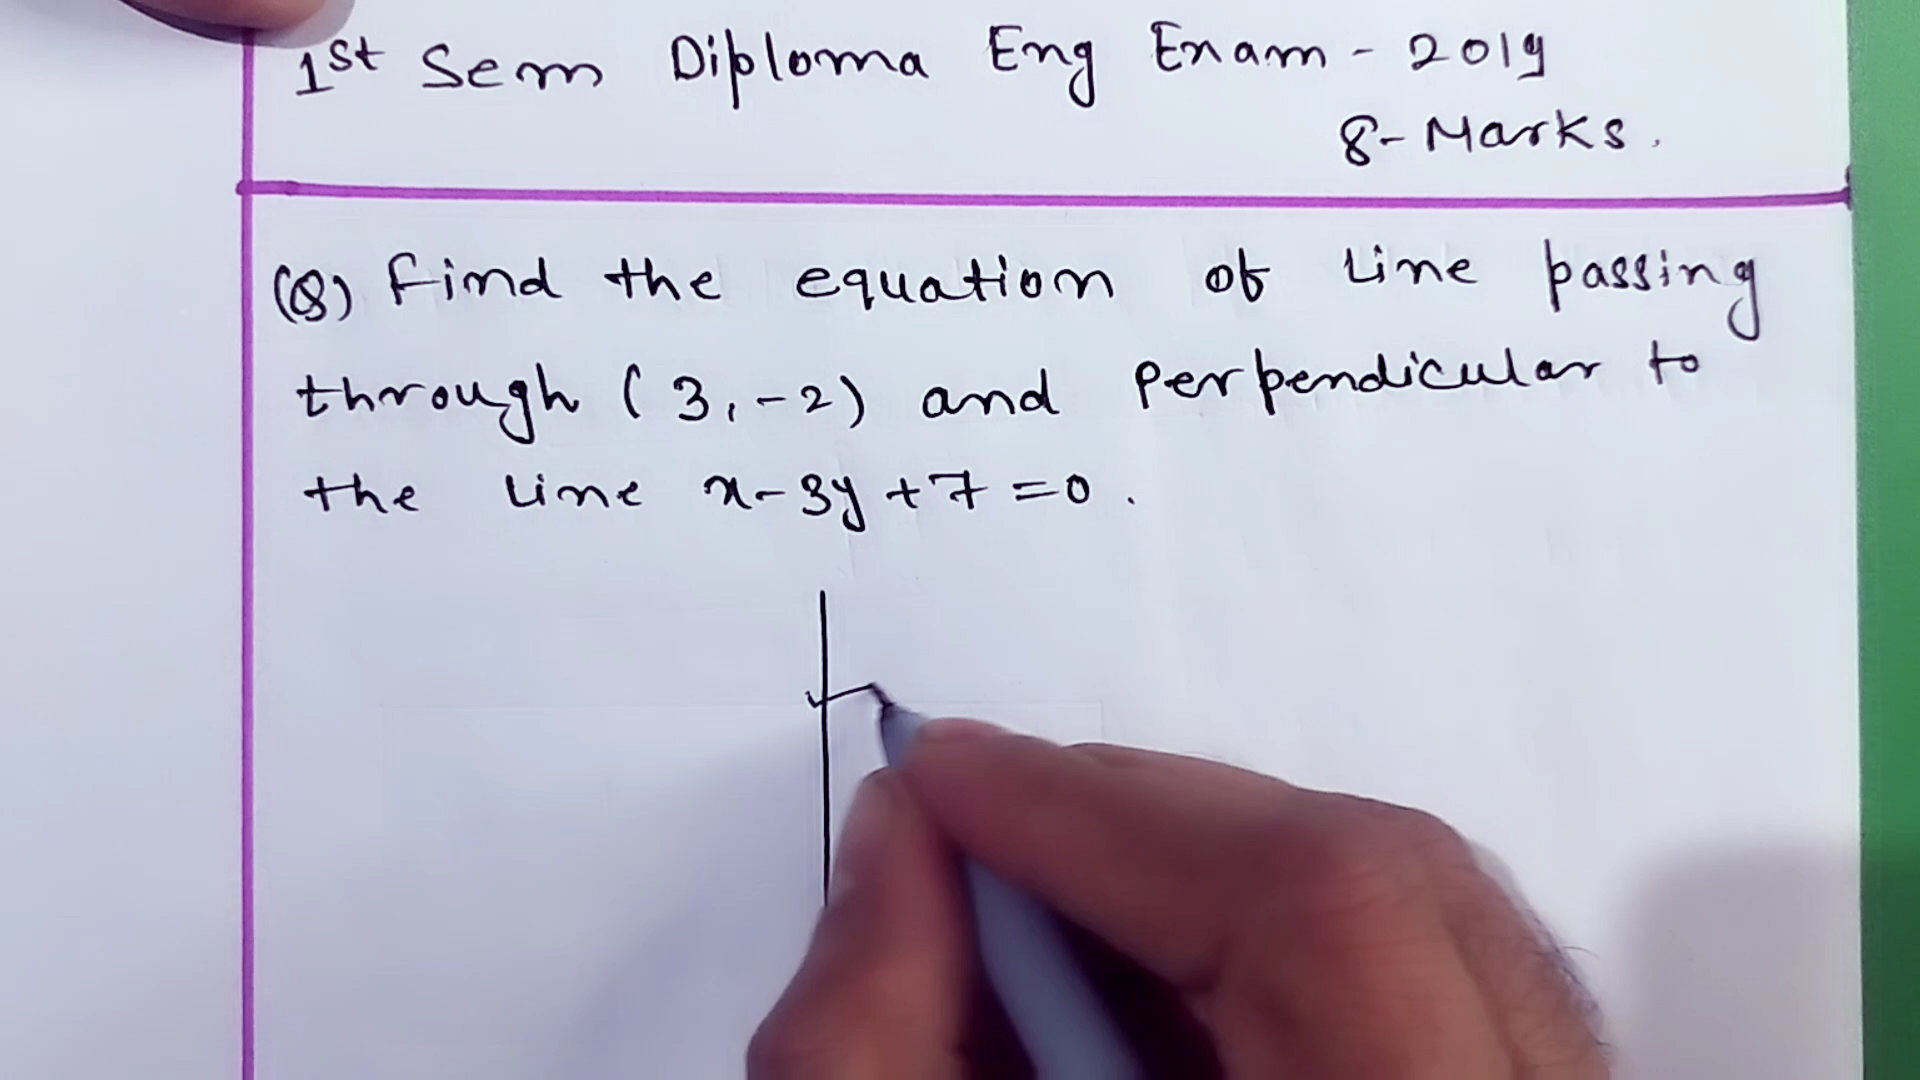 1st Sem Diploma Eng Exam - 2019
8- Marks.
(Q) Find the equation of Line passing
through (3, -2) and Perpendicular to
the Line x-3y +7 =0 .